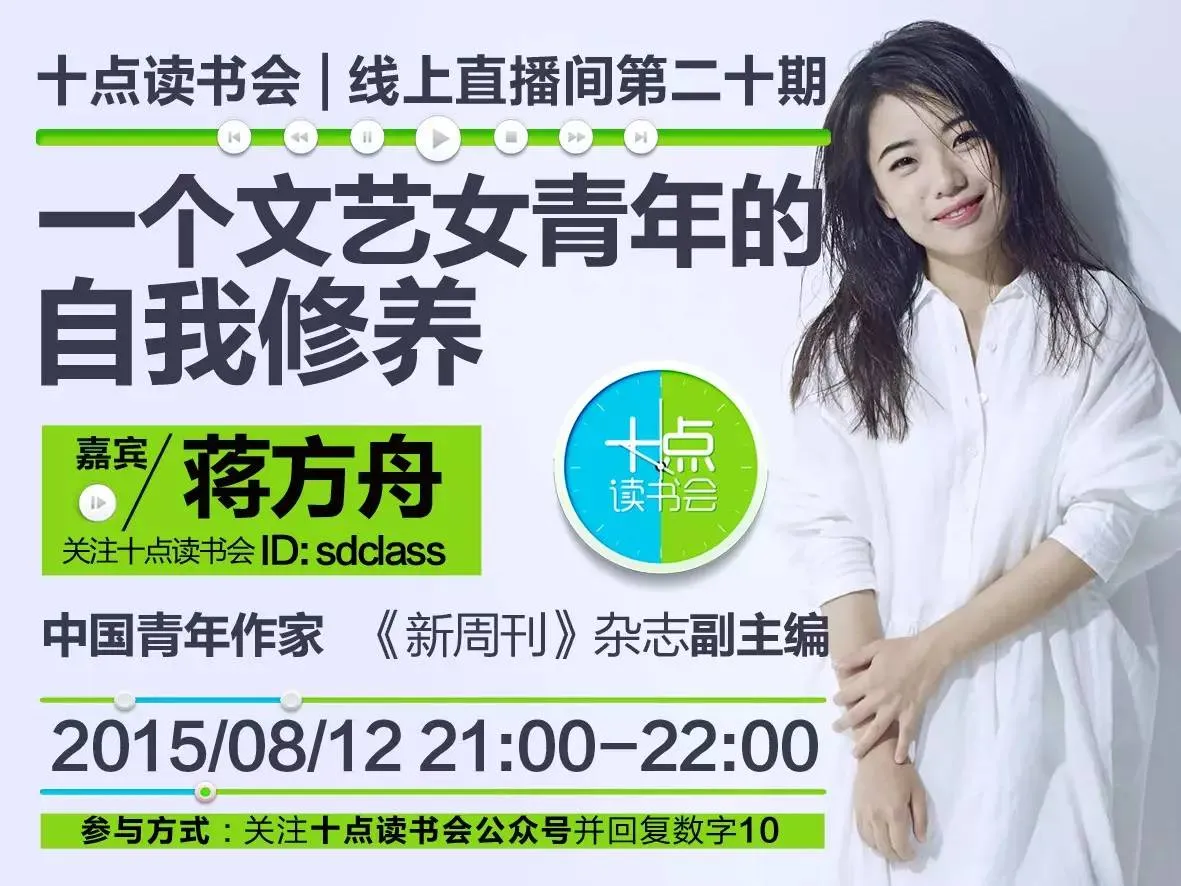 十点读书会|线上直播间第二十期
一个文艺女青年的
自我修养
嘉宾/蒋方舟
关注十点读书会 ID: sdclass
十点
读书会
中国青年作家 《新周刊》杂志副主编
2015/08/12 21:00-22:00
参与方式:关注十点读书会公众号并回复数字10